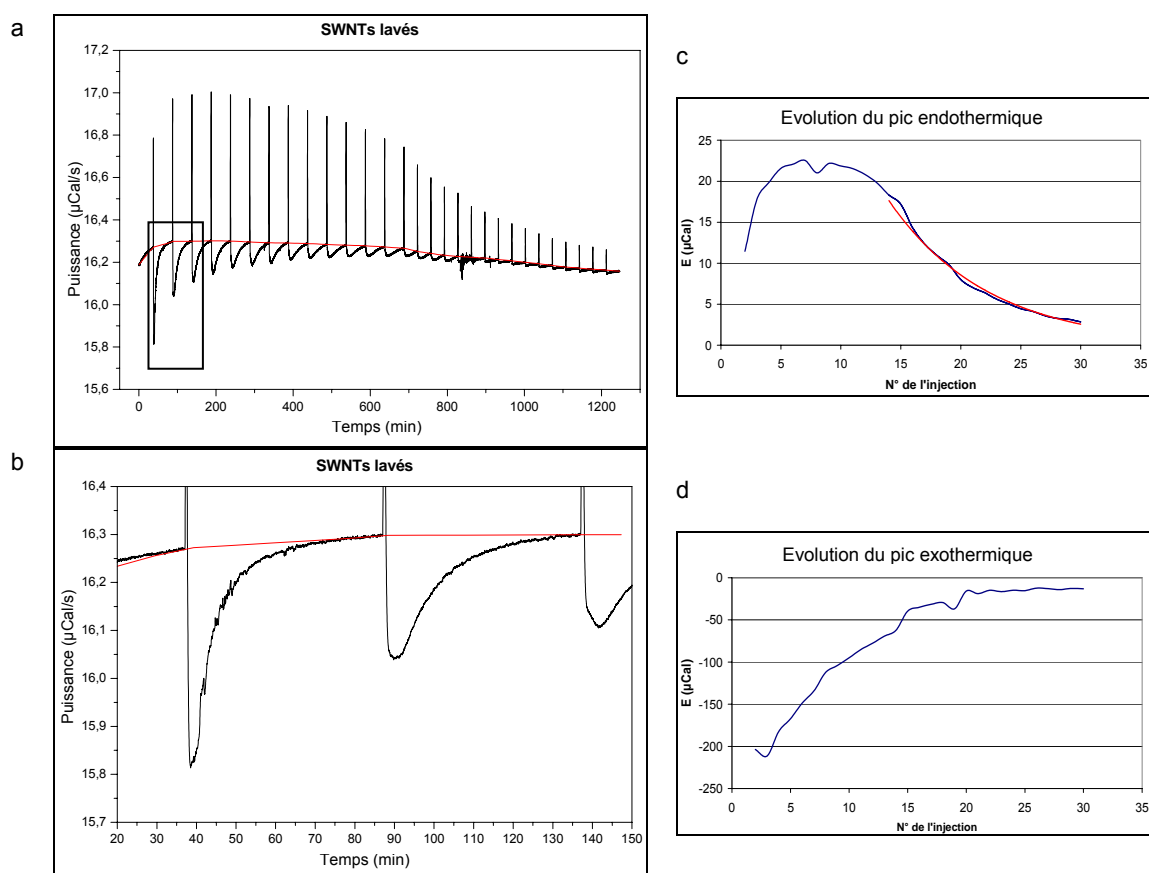 a
SWNTs lavés
17,2
17,0
16,8
16,6
16,4
16,2
16,0
15,8
15,6
Puissance (µCal/s)
0 200 400 600 800 1000 1200
Temps (min)
b
SWNTs lavés
16,4
16,3
16,2
16,1
16,0
15,9
15,8
15,7
Puissance (µCal/s)
20 30 40 50 60 70 80 90 100 110 120 130 140 150
Temps (min)
c
Evolution du pic endothermique
25
20
15
10
5
0
E (µCal)
0 5 10 15 20 25 30 35
N° de l'injection
d
Evolution du pic exothermique
0
-50
-100
-150
-200
-250
E (µCal)
0 5 10 15 20 25 30 35
N° de l'injection